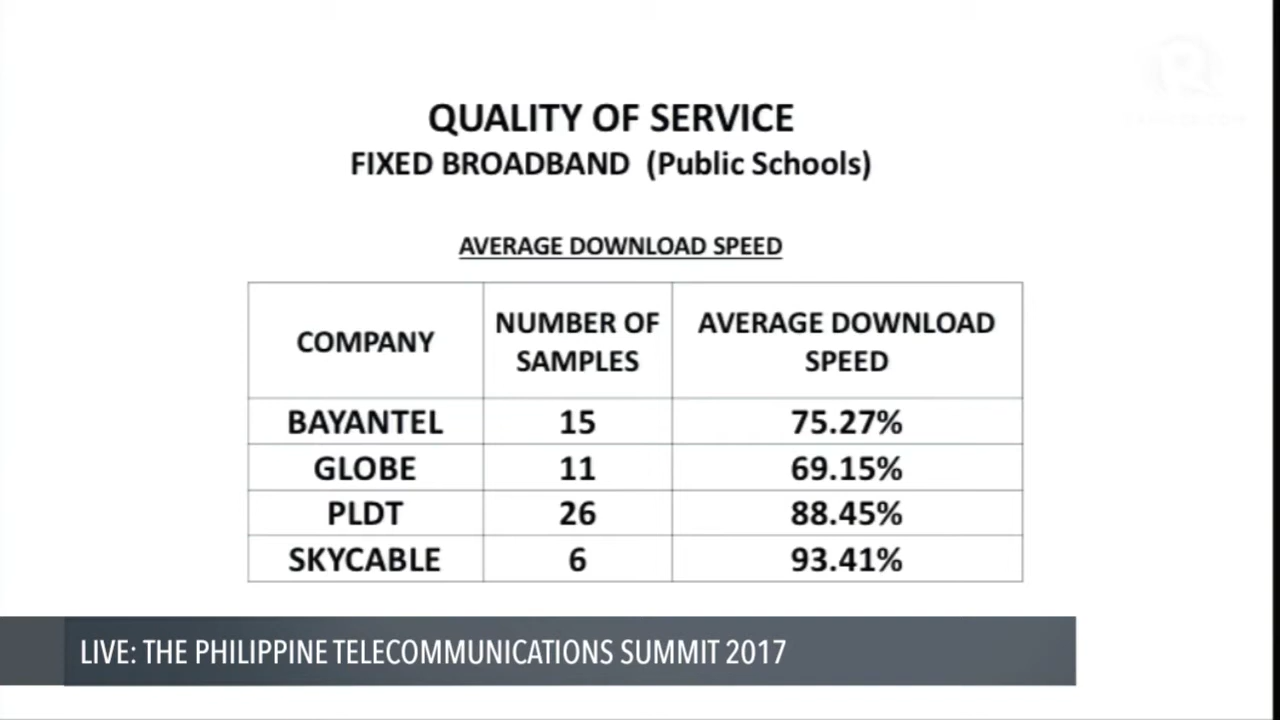 QUALITY OF SERVICE
FIXED BROADBAND (Public Schools)
AVERAGE DOWNLOAD SPEED
COMPANY NUMBER OF SAMPLES AVERAGE DOWNLOAD SPEED
BAYANTEL 15 75.27%
GLOBE 11 69.15%
PLDT 26 88.45%
SKYCABLE 6 93.41%
LIVE: THE PHILIPPINE TELECOMMUNICATIONS SUMMIT 2017